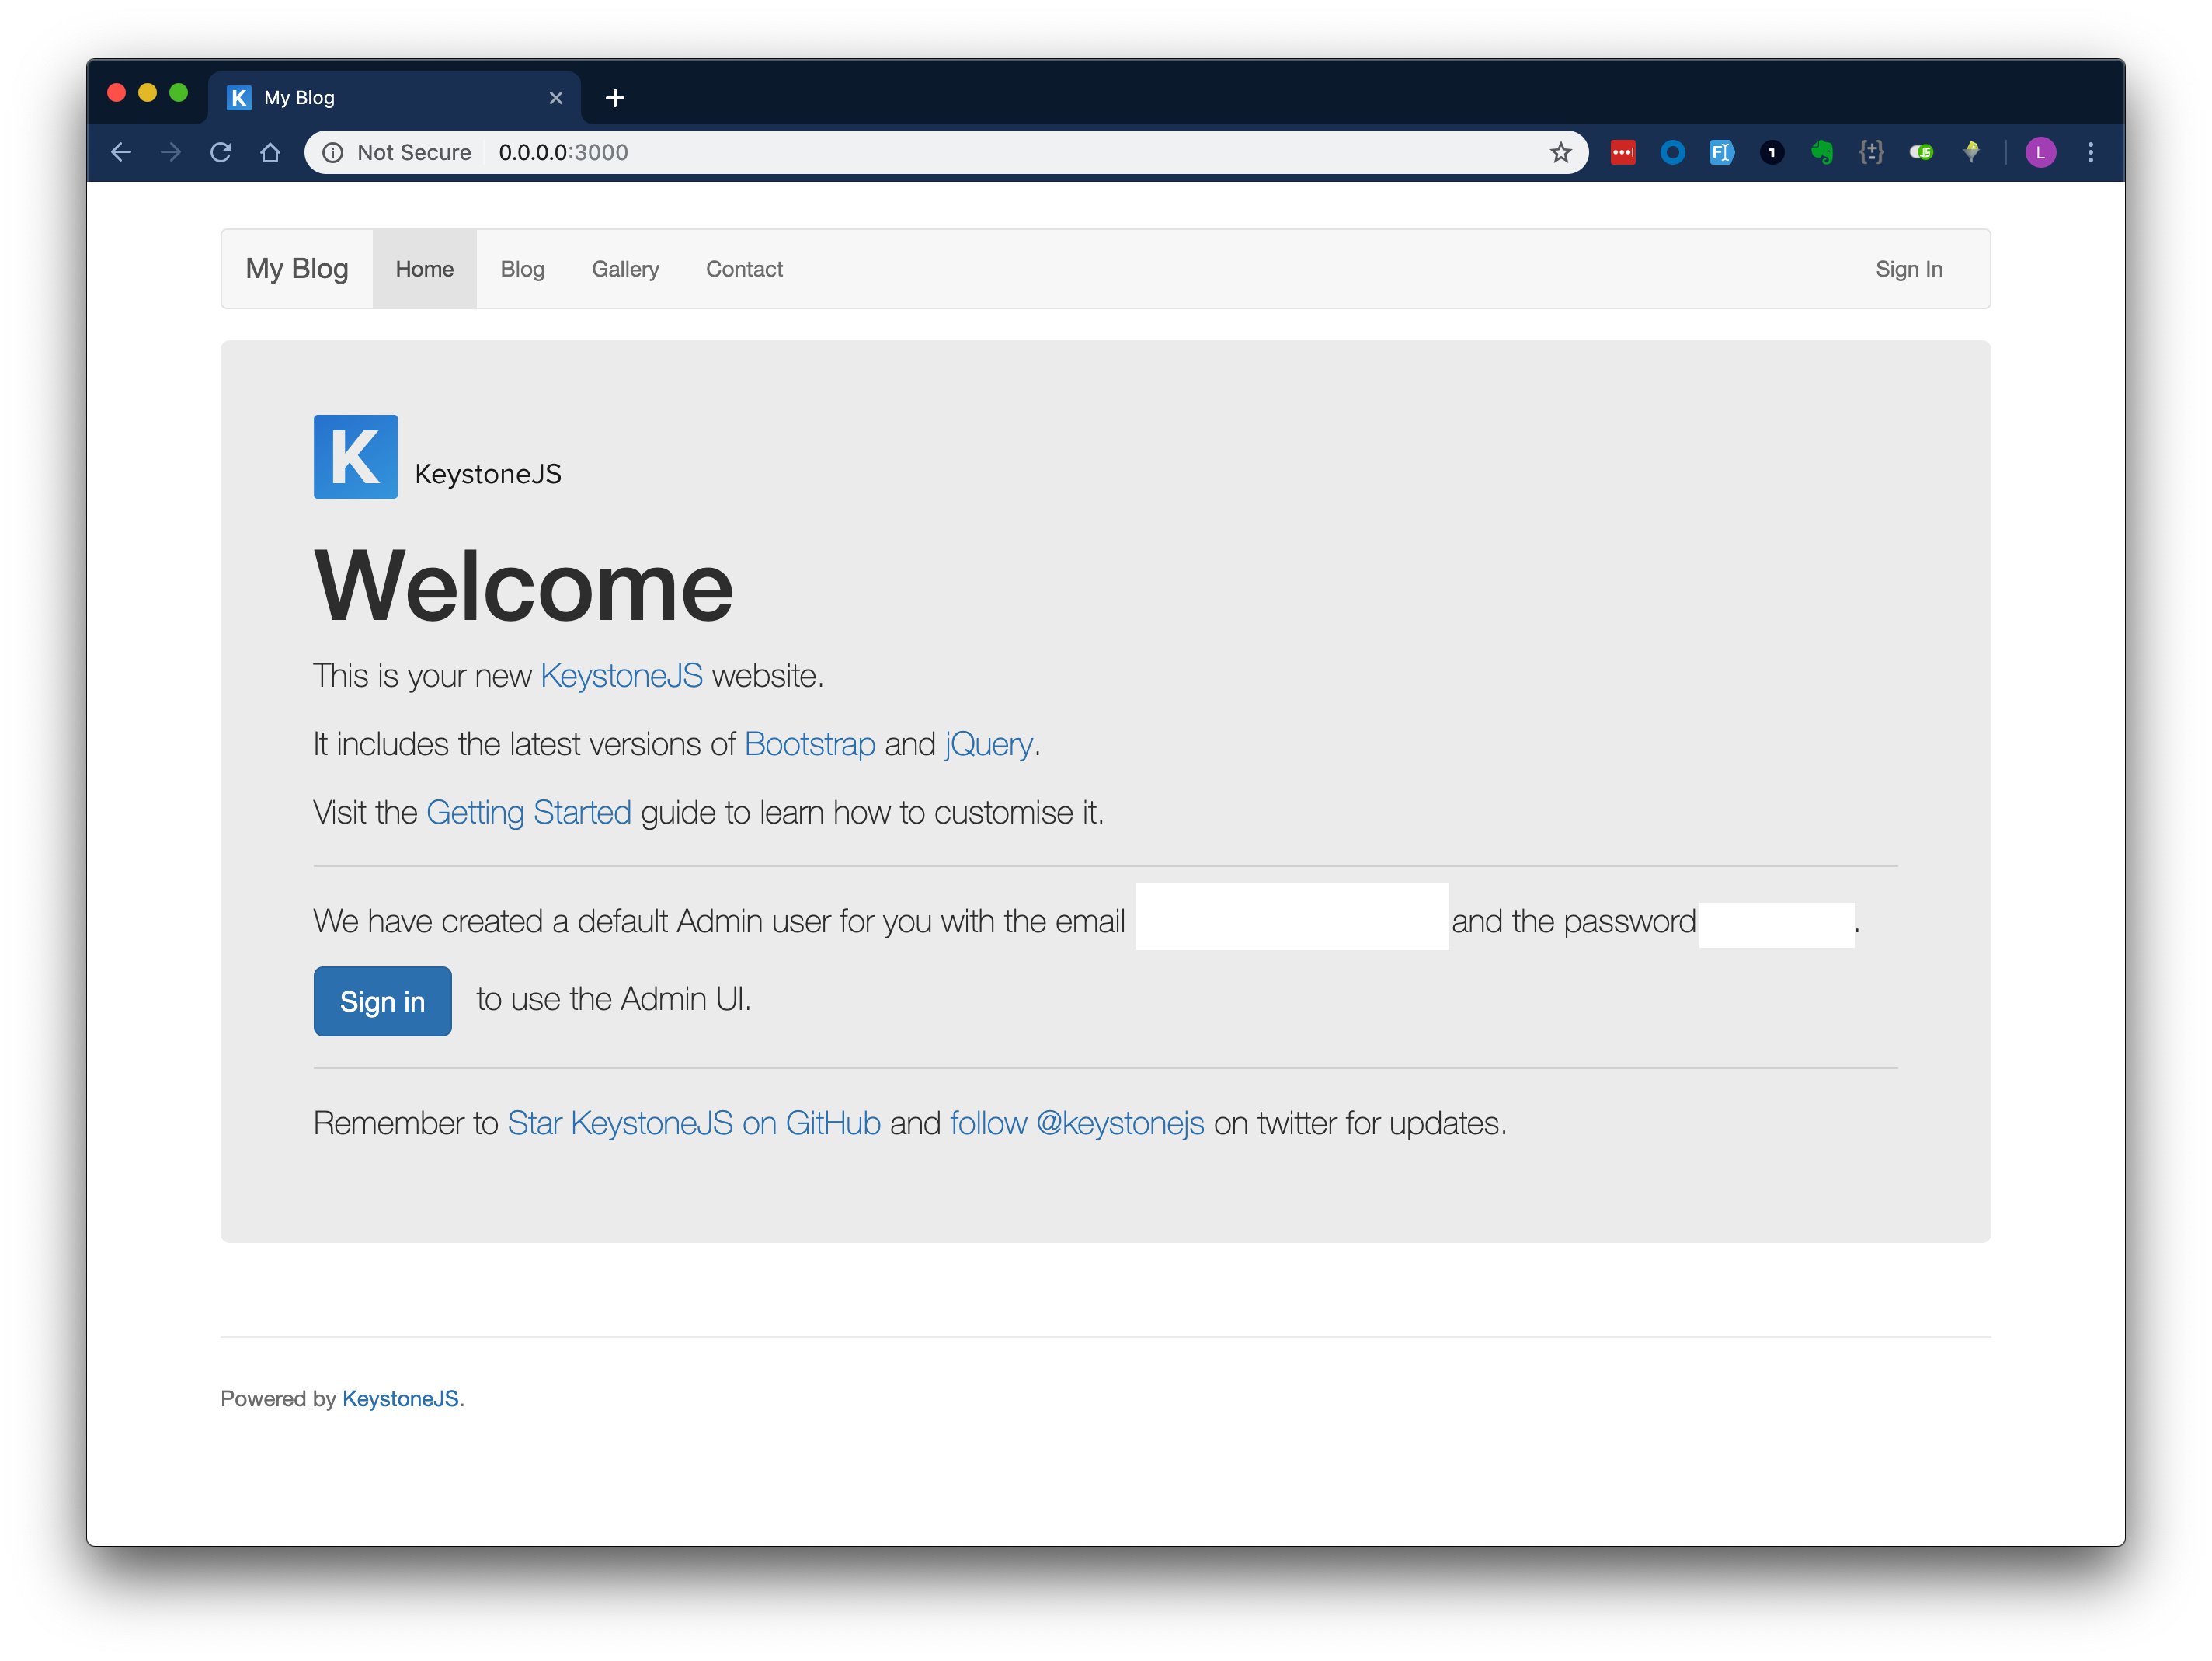 K My Blog
Not Secure 0.0.0.0:3000
L
My Blog Home Blog Gallery Contact Sign In
K KeystoneJS
Welcome
This is your new KeystoneJS website.
It includes the latest versions of Bootstrap and jQuery.
Visit the Getting Started guide to learn how to customise it.
We have created a default Admin user for you with the email and the password .
Sign in to use the Admin UI.
Remember to Star KeystoneJS on GitHub and follow @keystonejs on twitter for updates.
Powered by KeystoneJS.